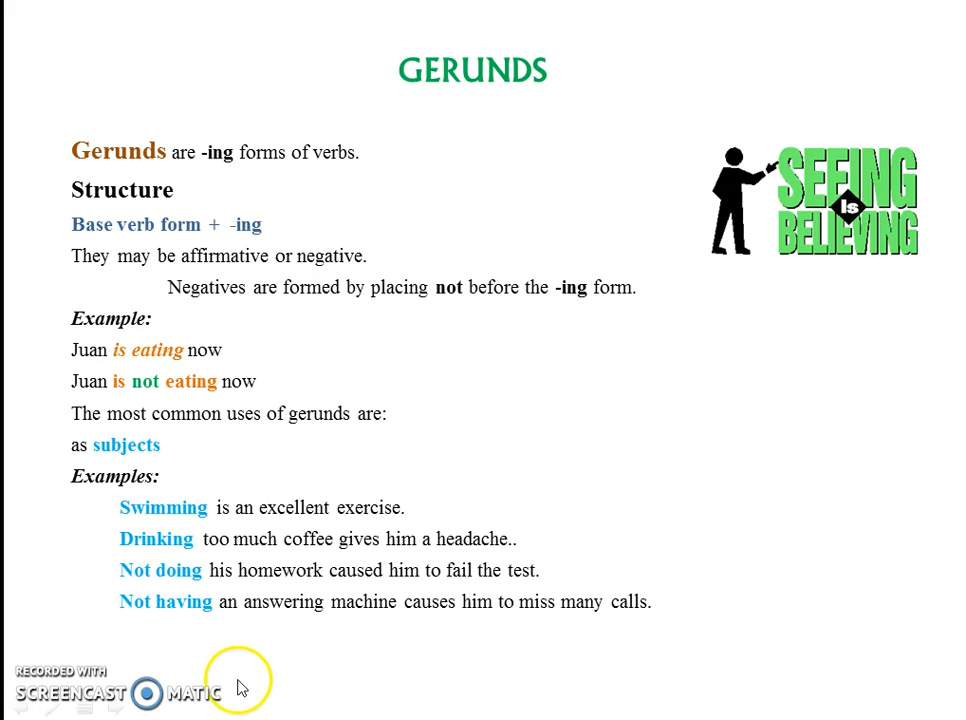 GERUNDS
Gerunds are -ing forms of verbs.
Structure
Base verb form + -ing
They may be affirmative or negative.
Negatives are formed by placing not before the -ing form.
Example:
Juan is eating now
Juan is not eating now
The most common uses of gerunds are:
as subjects
Examples:
Swimming is an excellent exercise.
Drinking too much coffee gives him a headache..
Not doing his homework caused him to fail the test.
Not having an answering machine causes him to miss many calls.
SEEING
Is
BELIEVING
RECORDED WITH
SCREENCAST MATIC